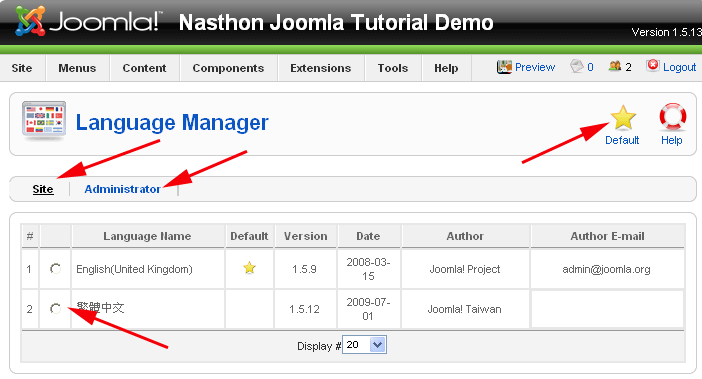 Joomla! Nasthon Joomla Tutorial Demo
Version 1.5.13
Site Menus Content Components Extensions Tools Help Preview 0 2 Logout
Language Manager
Default Help
Site Administrator
# Language Name Default Version Date Author Author E-mail
1 English(United Kingdom) 1.5.9 2008-03-15 Joomla! Project admin@joomla.org
2 繁體中文 1.5.12 2009-07-01 Joomla! Taiwan
Display # 20